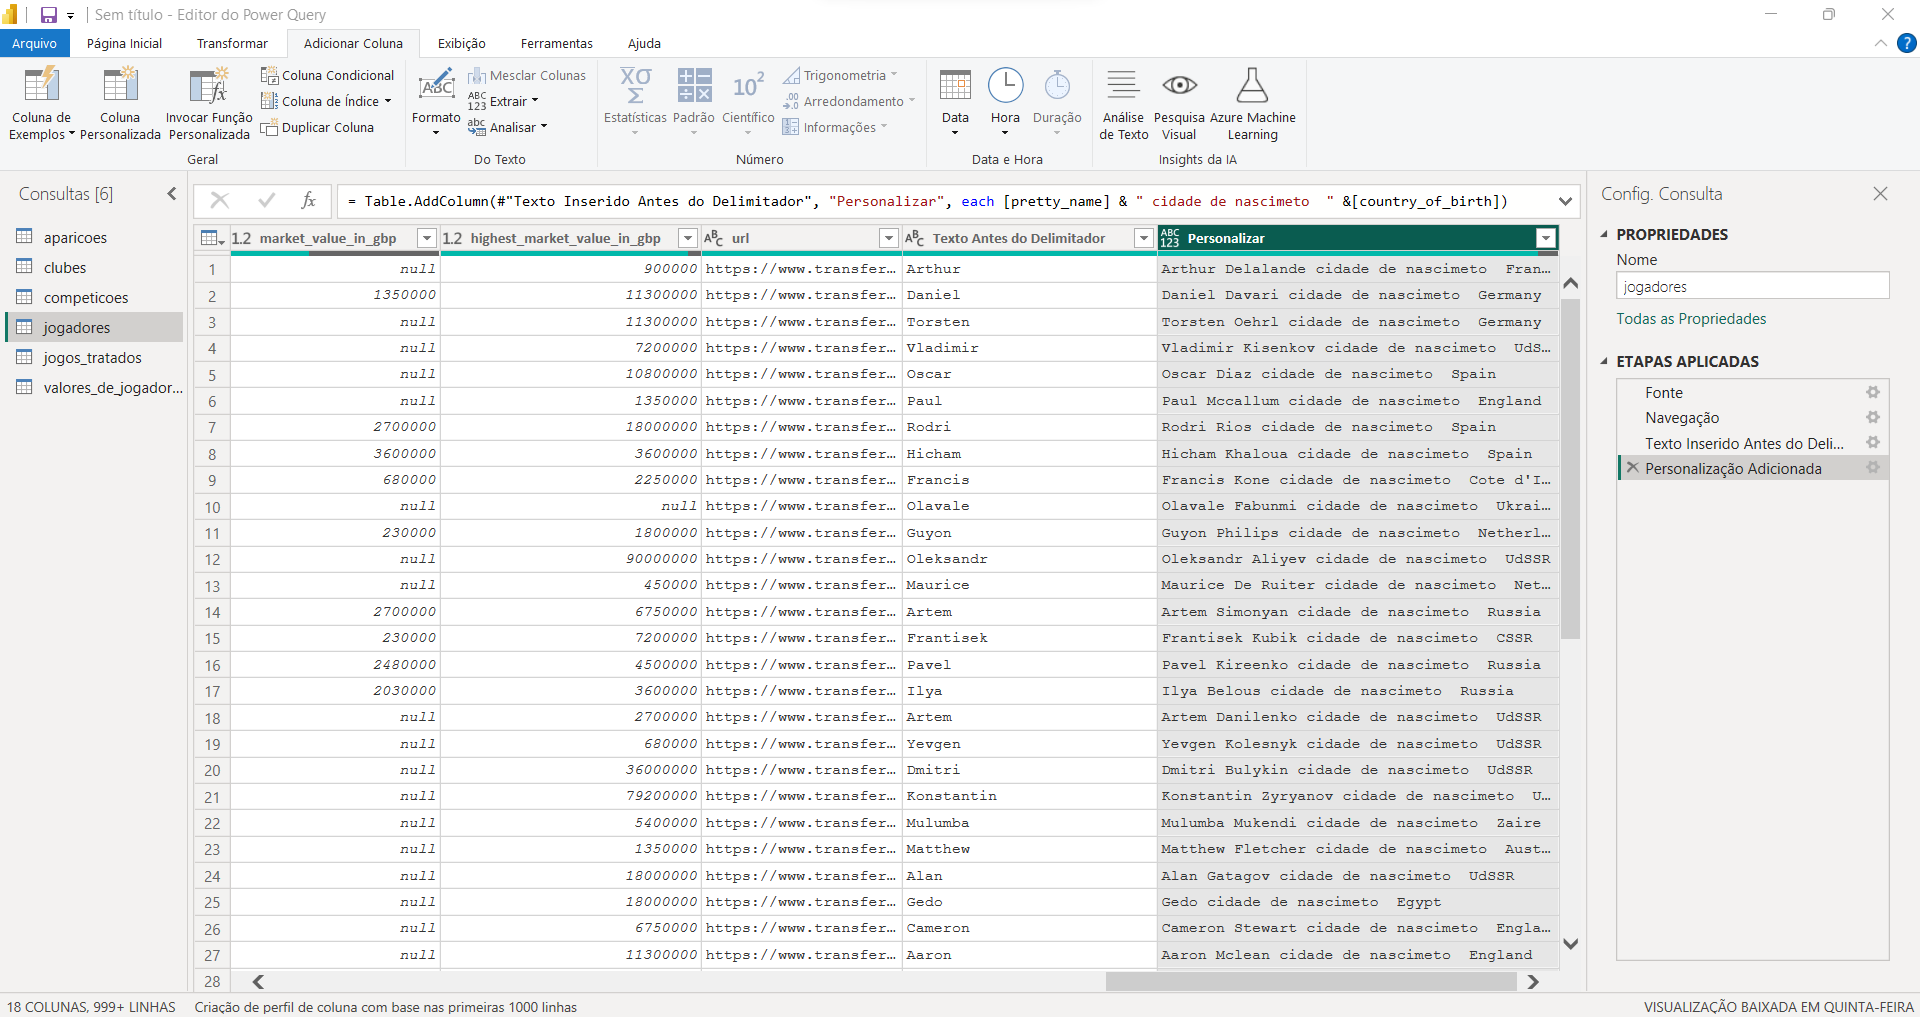 Sem título - Editor do Power Query
Arquivo Página Inicial Transformar Adicionar Coluna Exibição Ferramentas Ajuda ?
Coluna de Exemplos
Coluna Personalizada
Invocar Função Personalizada
Coluna Condicional
Coluna de Índice
Duplicar Coluna
Geral
ABC
Formato
Mesclar Colunas
ABC 123 Extrair
abc Analisar
Do Texto
XΟ Σ Estatísticas
Padrão
10² Científico
Trigonometria
.00 Arredondamento
Informações
Número
Data
Hora
Duração
Data e Hora
Análise de Texto
Pesquisa Visual
Azure Machine Learning
Insights da IA
Consultas [6]
aparicoes
clubes
competicoes
jogadores
jogos_tratados
valores_de_jogador...
fx = Table.AddColumn(#"Texto Inserido Antes do Delimitador", "Personalizar", each [pretty_name] & " cidade de nascimeto  " &[country_of_birth])
1.2 market_value_in_gbp 1.2 highest_market_value_in_gbp ABC url ABC Texto Antes do Delimitador ABC 123 Personalizar
1 null 900000 https://www.transfer... Arthur Arthur Delalande cidade de nascimeto  Fran...
2 1350000 11300000 https://www.transfer... Daniel Daniel Davari cidade de nascimeto  Germany
3 null 11300000 https://www.transfer... Torsten Torsten Oehrl cidade de nascimeto  Germany
4 null 7200000 https://www.transfer... Vladimir Vladimir Kisenkov cidade de nascimeto  UdS...
5 null 10800000 https://www.transfer... Oscar Oscar Diaz cidade de nascimeto  Spain
6 null 1350000 https://www.transfer... Paul Paul Mccallum cidade de nascimeto  England
7 2700000 18000000 https://www.transfer... Rodri Rodri Rios cidade de nascimeto  Spain
8 3600000 3600000 https://www.transfer... Hicham Hicham Khaloua cidade de nascimeto  Spain
9 680000 2250000 https://www.transfer... Francis Francis Kone cidade de nascimeto  Cote d'I...
10 null null https://www.transfer... Olavale Olavale Fabunmi cidade de nascimeto  Ukrai...
11 230000 1800000 https://www.transfer... Guyon Guyon Philips cidade de nascimeto  Netherl...
12 null 90000000 https://www.transfer... Oleksandr Oleksandr Aliyev cidade de nascimeto  UdSSR
13 null 450000 https://www.transfer... Maurice Maurice De Ruiter cidade de nascimeto  Net...
14 2700000 6750000 https://www.transfer... Artem Artem Simonyan cidade de nascimeto  Russia
15 230000 7200000 https://www.transfer... Frantisek Frantisek Kubik cidade de nascimeto  CSSR
16 2480000 4500000 https://www.transfer... Pavel Pavel Kireenko cidade de nascimeto  Russia
17 2030000 3600000 https://www.transfer... Ilya Ilya Belous cidade de nascimeto  Russia
18 null 2700000 https://www.transfer... Artem Artem Danilenko cidade de nascimeto  UdSSR
19 null 680000 https://www.transfer... Yevgen Yevgen Kolesnyk cidade de nascimeto  UdSSR
20 null 36000000 https://www.transfer... Dmitri Dmitri Bulykin cidade de nascimeto  UdSSR
21 null 79200000 https://www.transfer... Konstantin Konstantin Zyryanov cidade de nascimeto  U...
22 null 5400000 https://www.transfer... Mulumba Mulumba Mukendi cidade de nascimeto  Zaire
23 null 1350000 https://www.transfer... Matthew Matthew Fletcher cidade de nascimeto  Aust...
24 null 18000000 https://www.transfer... Alan Alan Gatagov cidade de nascimeto  UdSSR
25 null 18000000 https://www.transfer... Gedo Gedo cidade de nascimeto  Egypt
26 null 6750000 https://www.transfer... Cameron Cameron Stewart cidade de nascimeto  Engla...
27 null 11300000 https://www.transfer... Aaron Aaron Mclean cidade de nascimeto  England
28
Config. Consulta
PROPRIEDADES
Nome
jogadores
Todas as Propriedades
ETAPAS APLICADAS
Fonte
Navegação
Texto Inserido Antes do Deli...
Personalização Adicionada
18 COLUNAS, 999+ LINHAS Criação de perfil de coluna com base nas primeiras 1000 linhas VISUALIZAÇÃO BAIXADA EM QUINTA-FEIRA